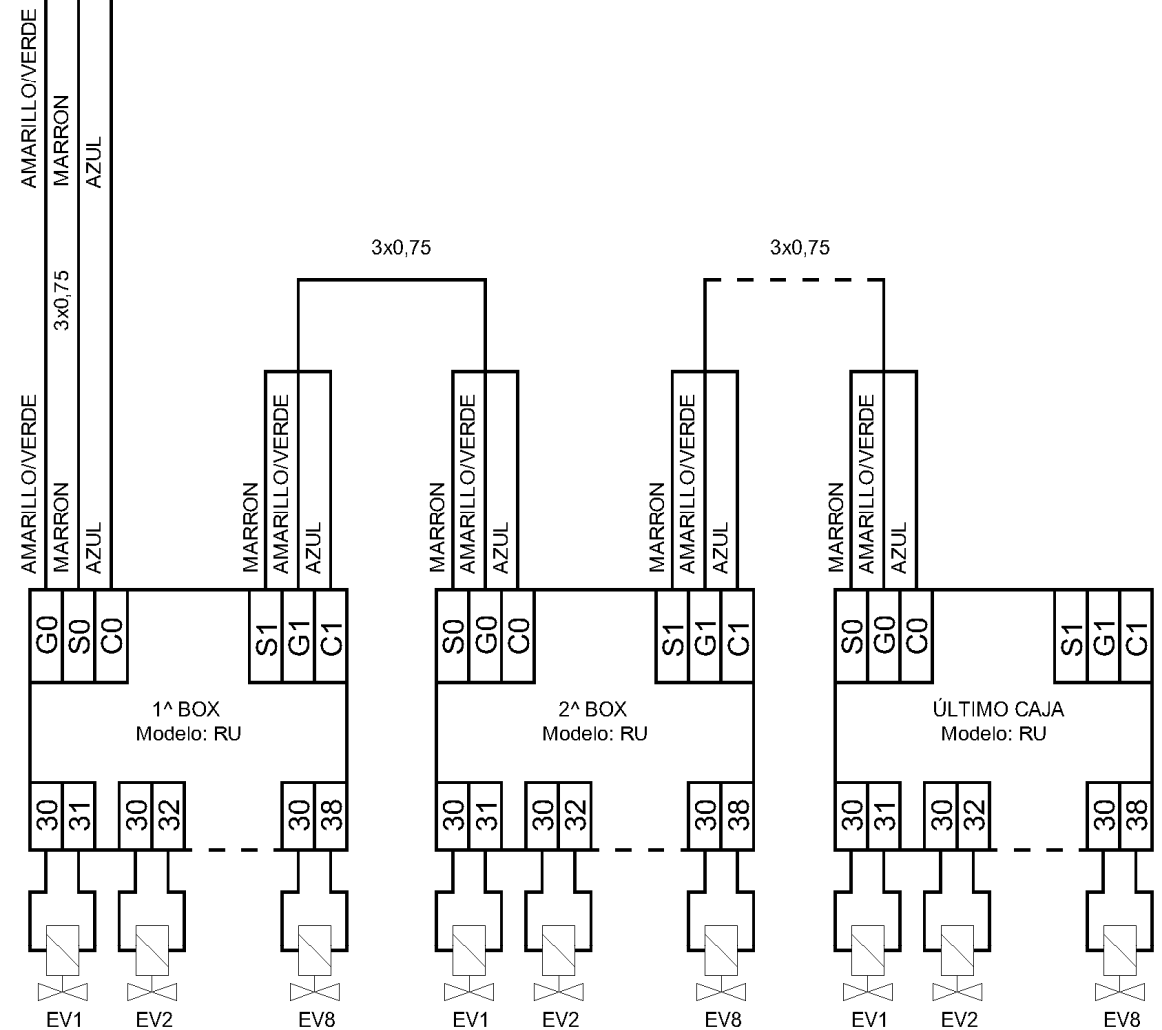 AMARILLO/VERDE
MARRON
AZUL
3x0,75
3x0,75
3x0,75
AMARILLO/VERDE
MARRON
AZUL
MARRON
AMARILLO/VERDE
AZUL
MARRON
AMARILLO/VERDE
AZUL
MARRON
AMARILLO/VERDE
AZUL
MARRON
AMARILLO/VERDE
AZUL
G0 S0 C0
S1 G1 C1
S0 G0 C0
S1 G1 C1
S0 G0 C0
S1 G1 C1
1^ BOX
Modelo: RU
2^ BOX
Modelo: RU
ÚLTIMO CAJA
Modelo: RU
30 31
30 32
30 38
30 31
30 32
30 38
30 31
30 32
30 38
EV1
EV2
EV8
EV1
EV2
EV8
EV1
EV2
EV8